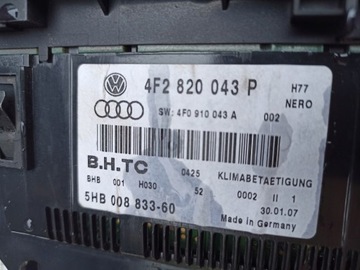 4F2 820 043 P H77
NERO
SW: 4F0 910 043 A 002
B.H.TC 0425 KLIMABETAETIGUNG
BHB 001 H030 52 0002 II 1
5HB 008 833-60 30.01.07
Made in Germany